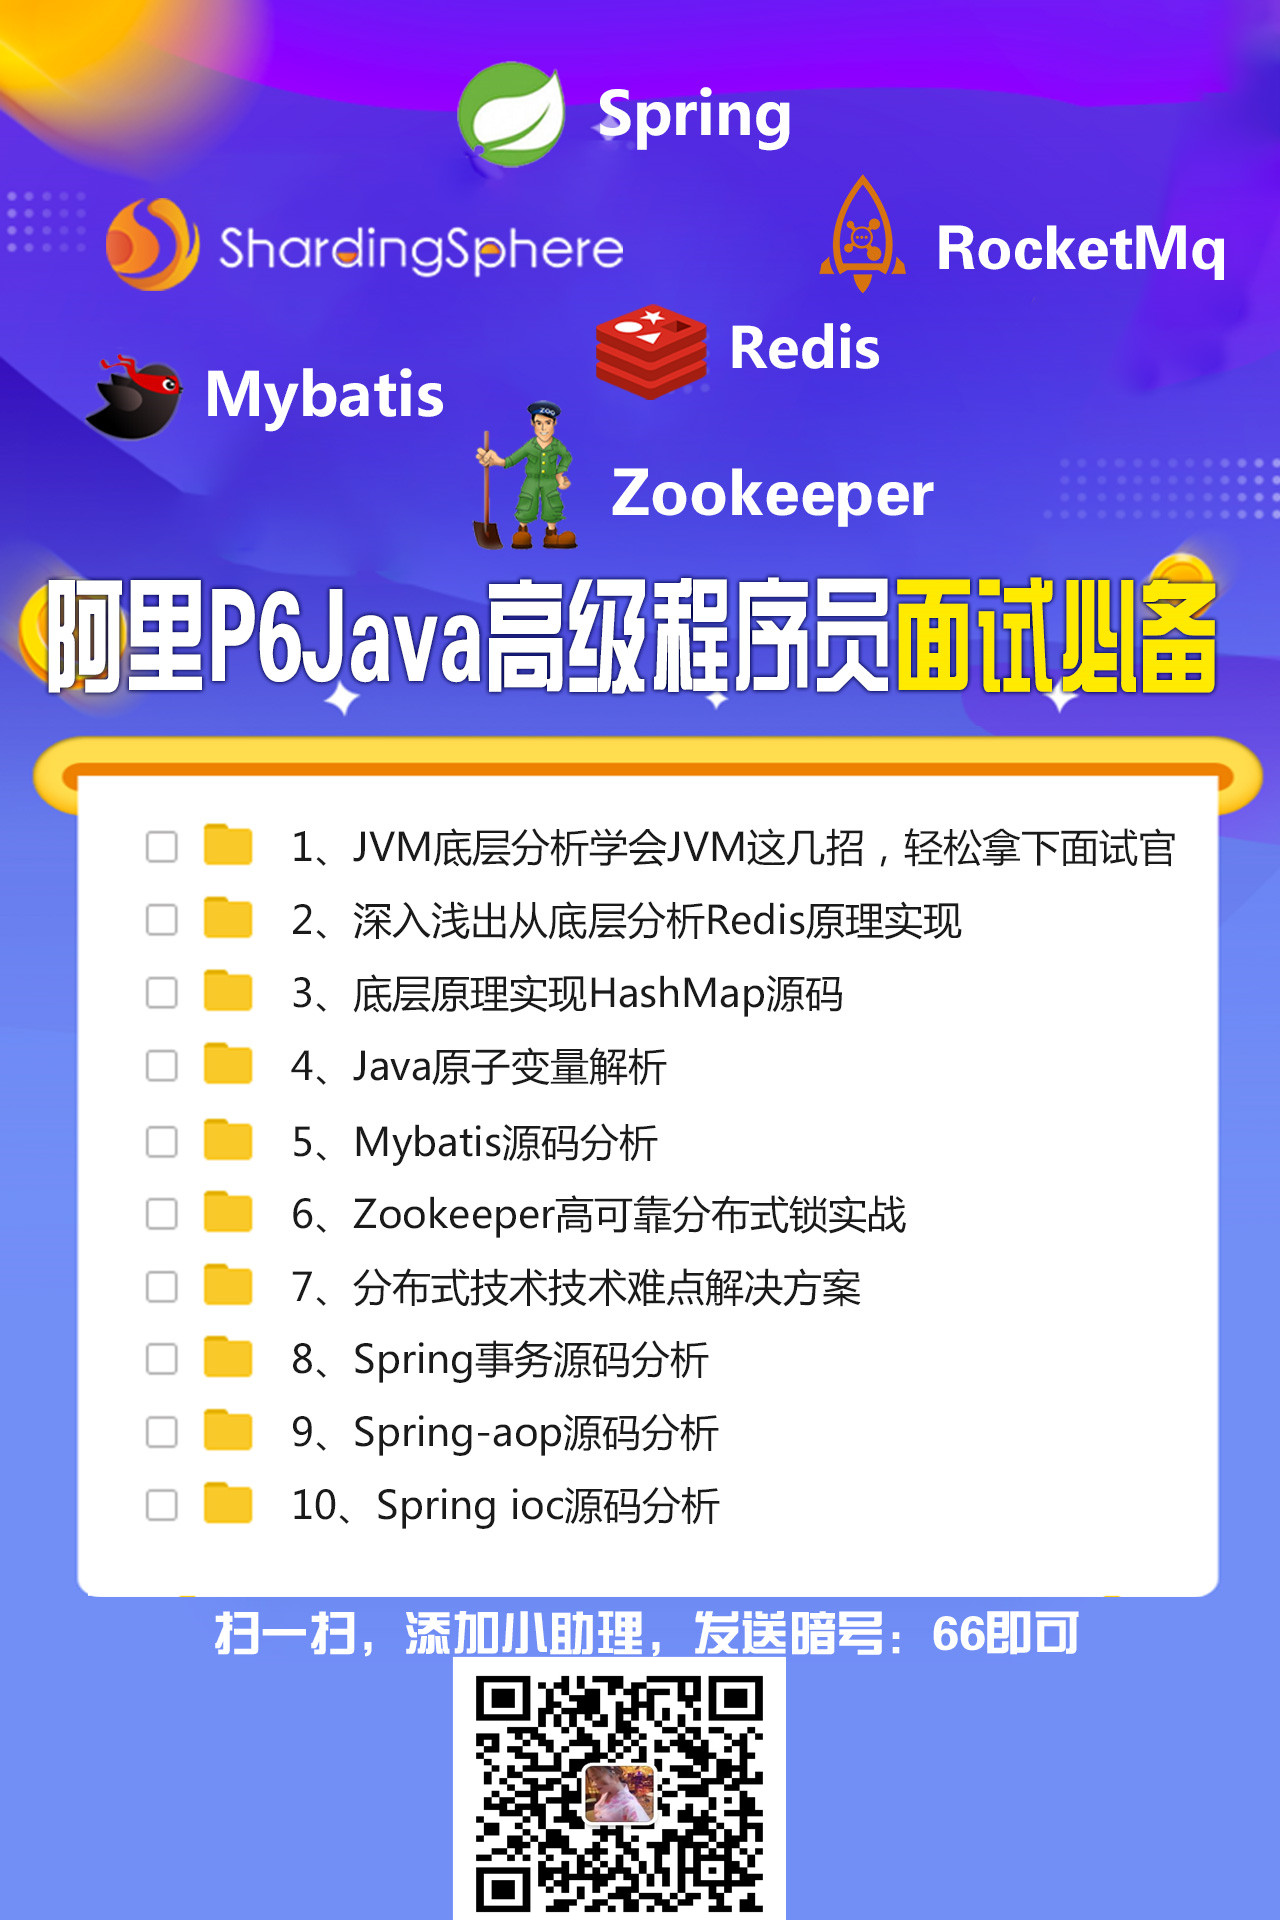 Spring
ShardingSphere
RocketMq
Redis
Mybatis
ZOO
Zookeeper
阿里P6Java高级程序员面试必备
1、JVM底层分析学会JVM这几招，轻松拿下面试官
2、深入浅出从底层分析Redis原理实现
3、底层原理实现HashMap源码
4、Java原子变量解析
5、Mybatis源码分析
6、Zookeeper高可靠分布式锁实战
7、分布式技术技术难点解决方案
8、Spring事务源码分析
9、Spring-aop源码分析
10、Spring ioc源码分析
扫一扫，添加小助理，发送暗号：66即可